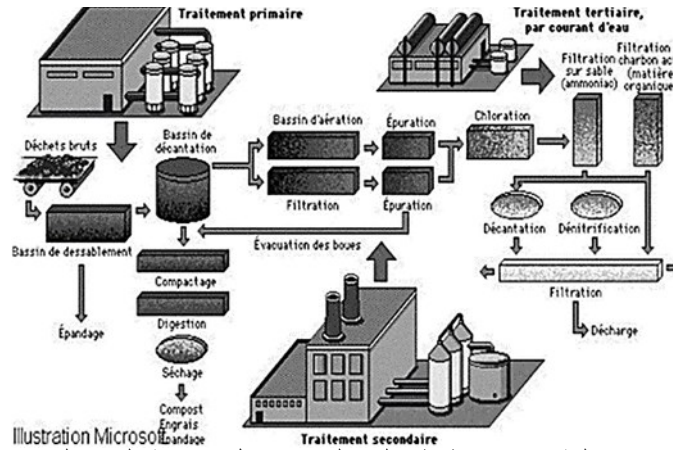 Traitement primaire
Traitement tertiaire,
par courant d'eau
Filtration
sur sable
(ammoniac)
Filtration
charbon ac
(matière
organique
Déchets bruts
Bassin de
décantation
Bassin d'aération
Épuration
Chloration
Filtration
Épuration
Bassin de dessablement
Évacuation des boues
Décantation
Dénitrification
Compactage
Filtration
Épandage
Digestion
Décharge
Séchage
Compost
Engrais
Épandage
Illustration Microsoft
Traitement secondaire